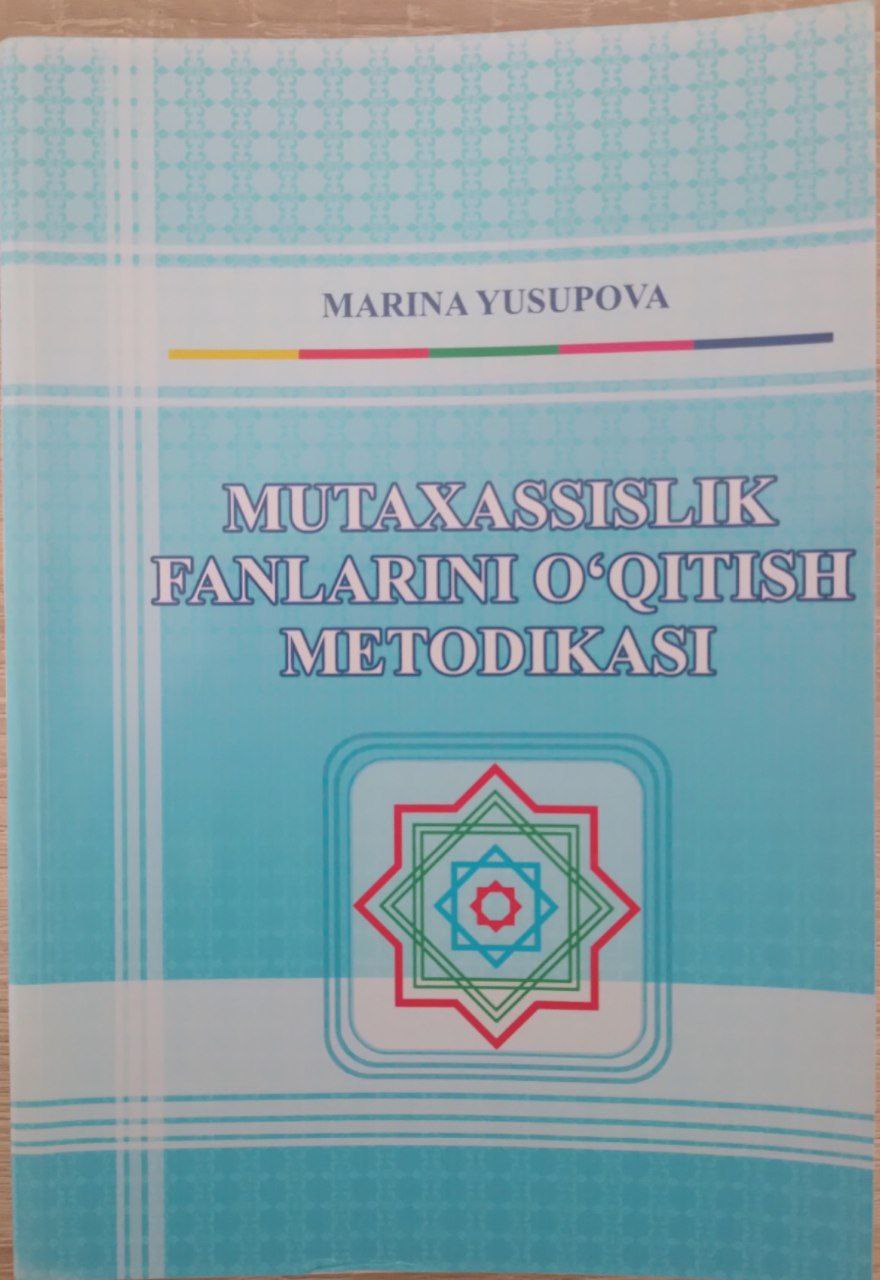 MARINA YUSUPOVA
MUTAXASSISLIK
FANLARINI O‘QITISH
METODIKASI